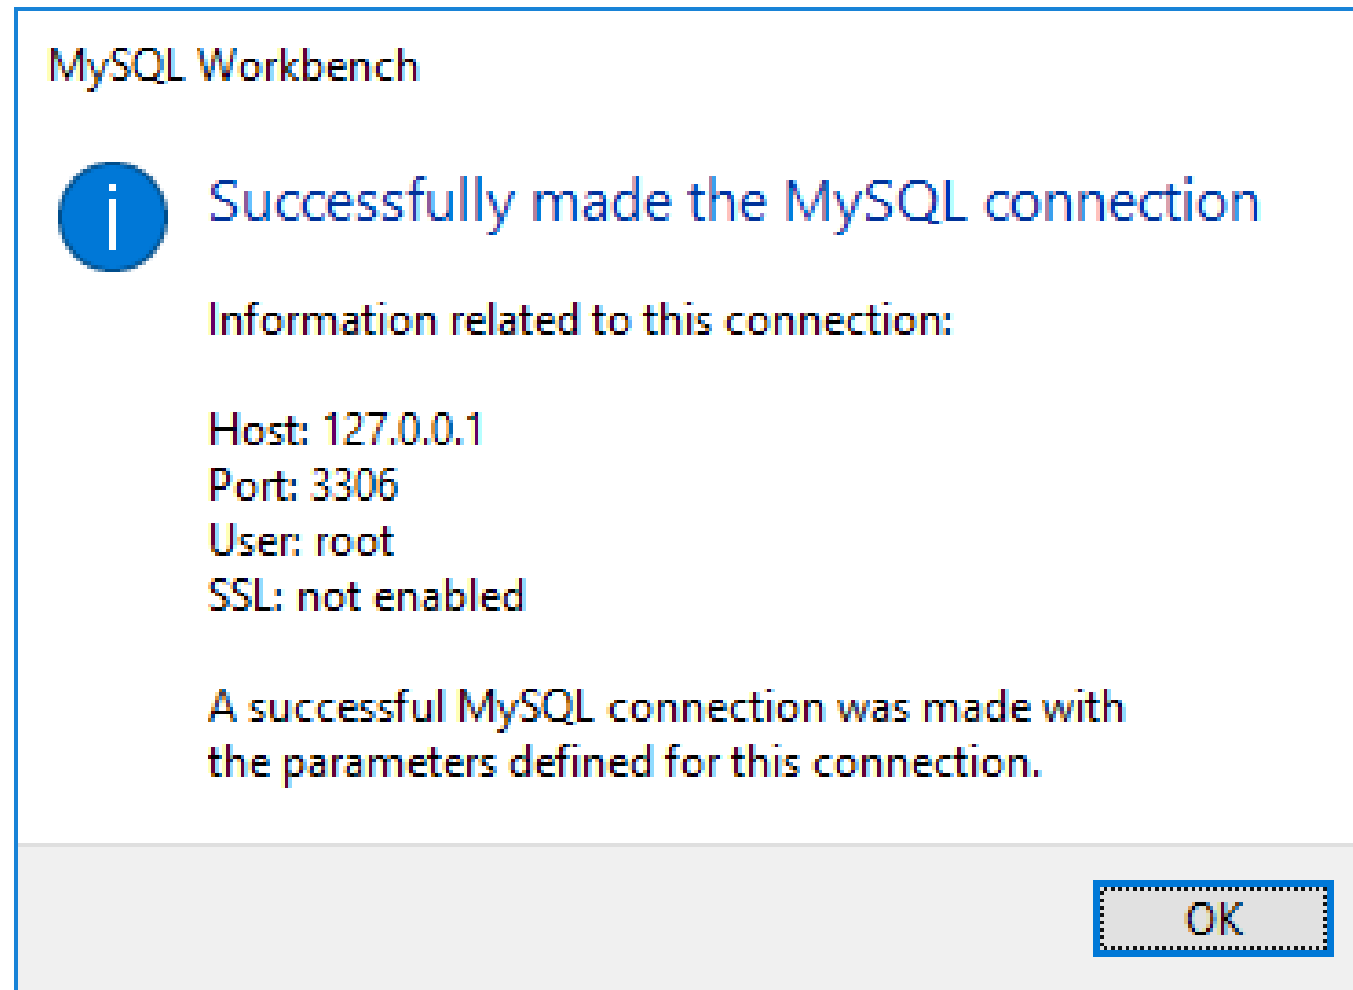 MySQL Workbench
Successfully made the MySQL connection
Information related to this connection:
Host: 127.0.0.1
Port: 3306
User: root
SSL: not enabled
A successful MySQL connection was made with
the parameters defined for this connection.
OK